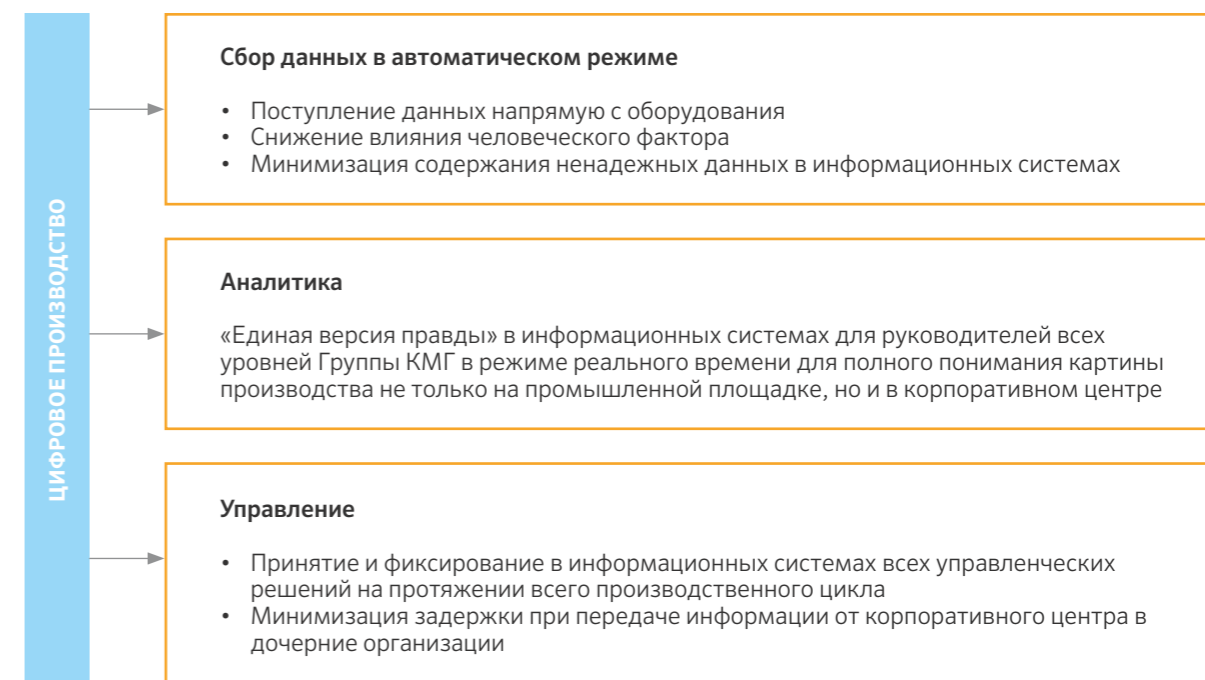 ЦИФРОВОЕ ПРОИЗВОДСТВО
Сбор данных в автоматическом режиме
• Поступление данных напрямую с оборудования
• Снижение влияния человеческого фактора
• Минимизация содержания ненадежных данных в информационных системах
Аналитика
«Единая версия правды» в информационных системах для руководителей всех
уровней Группы КМГ в режиме реального времени для полного понимания картины
производства не только на промышленной площадке, но и в корпоративном центре
Управление
• Принятие и фиксирование в информационных системах всех управленческих
решений на протяжении всего производственного цикла
• Минимизация задержки при передаче информации от корпоративного центра в
дочерние организации